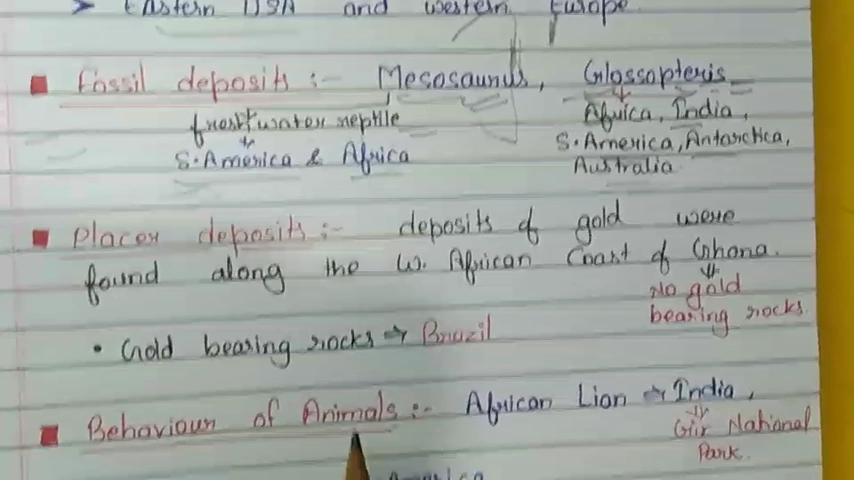 ➤ Eastern USA and western Europe.
▪ Fossil deposits :- Mesosaurus, Glossopteris
freshwater reptile
S. America & Africa
Africa, India,
S. America, Antarctica,
Australia
▪ Placer deposits :- deposits of gold were
found along the W. African Coast of Ghana.
No gold
bearing rocks.
• Gold bearing rocks → Brazil
▪ Behaviour of Animals :- African Lion → India,
Gir National
Park.
America